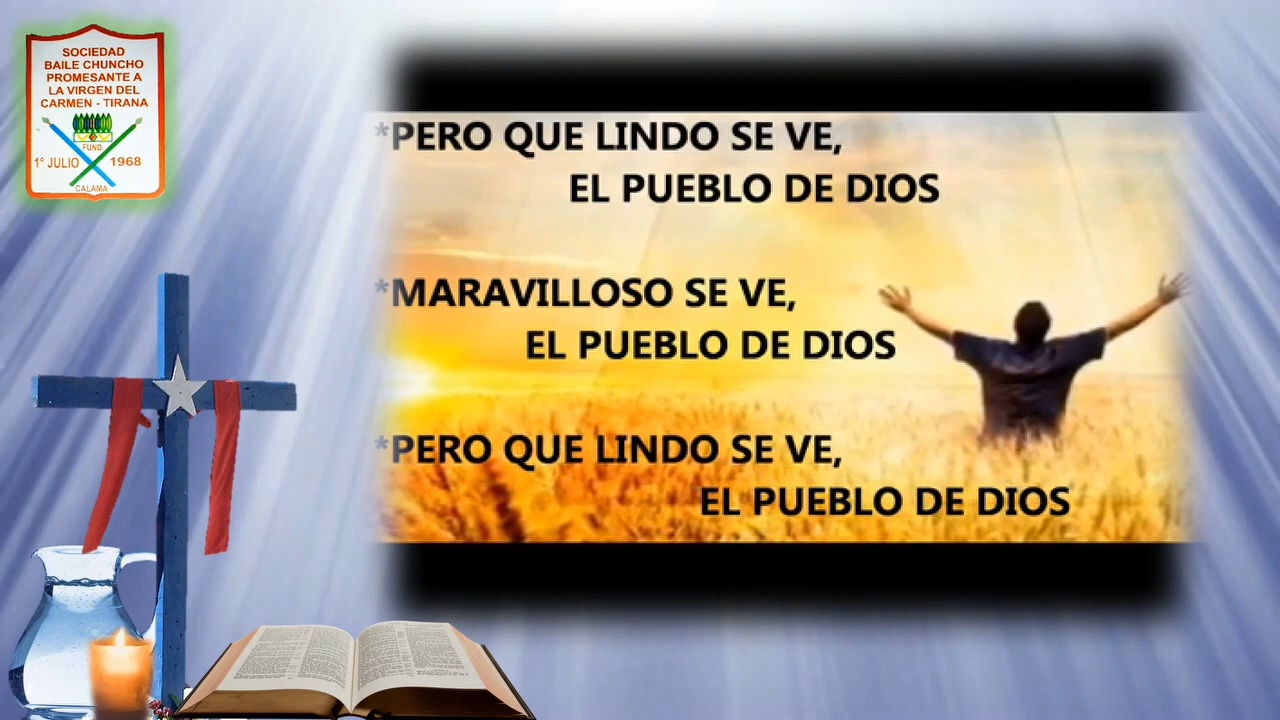 SOCIEDAD
BAILE CHUNCHO
PROMESANTE A
LA VIRGEN DEL
CARMEN - TIRANA
FUND
1° JULIO 1968
CALAMA
*PERO QUE LINDO SE VE,
EL PUEBLO DE DIOS
*MARAVILLOSO SE VE,
EL PUEBLO DE DIOS
*PERO QUE LINDO SE VE,
EL PUEBLO DE DIOS